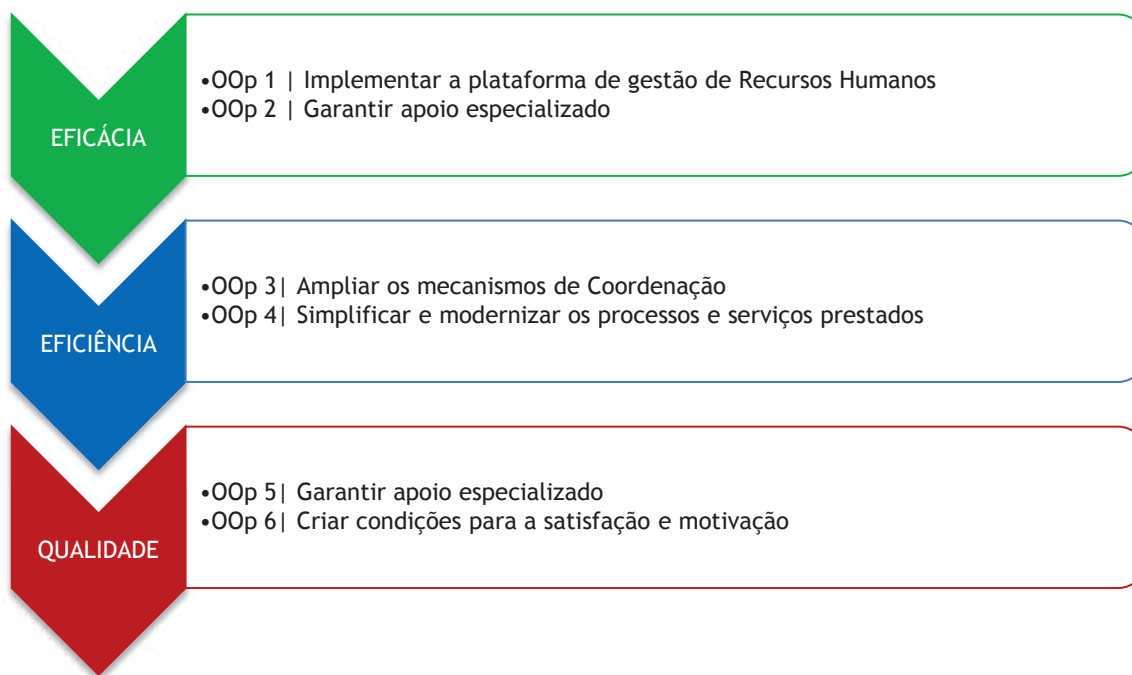 EFICÁCIA
•OOp 1 | Implementar a plataforma de gestão de Recursos Humanos
•OOp 2 | Garantir apoio especializado
EFICIÊNCIA
•OOp 3| Ampliar os mecanismos de Coordenação
•OOp 4| Simplificar e modernizar os processos e serviços prestados
QUALIDADE
•OOp 5| Garantir apoio especializado
•OOp 6| Criar condições para a satisfação e motivação